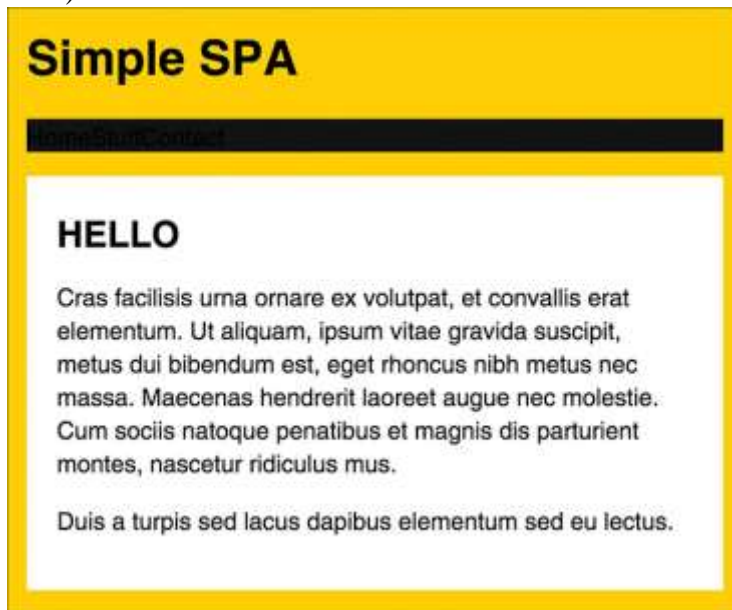 Simple SPA
HomeStuffContact
HELLO
Cras facilisis urna ornare ex volutpat, et convallis erat
elementum. Ut aliquam, ipsum vitae gravida suscipit,
metus dui bibendum est, eget rhoncus nibh metus nec
massa. Maecenas hendrerit laoreet augue nec molestie.
Cum sociis natoque penatibus et magnis dis parturient
montes, nascetur ridiculus mus.
Duis a turpis sed lacus dapibus elementum sed eu lectus.